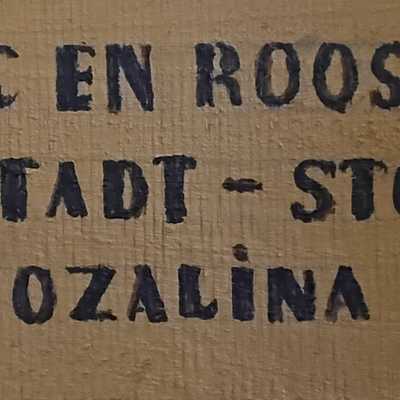 C EN ROOS
TADT - STO
OZALiNA